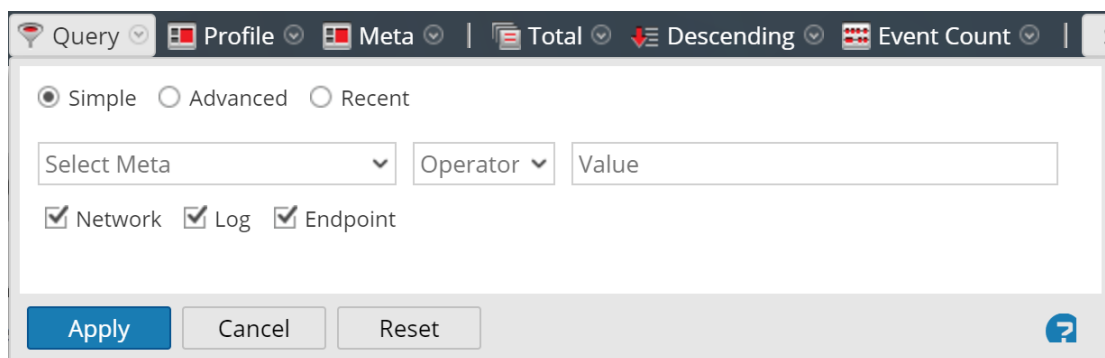 Query Profile Meta | Total Descending Event Count |
Simple Advanced Recent
Select Meta Operator Value
Network Log Endpoint
Apply Cancel Reset ?